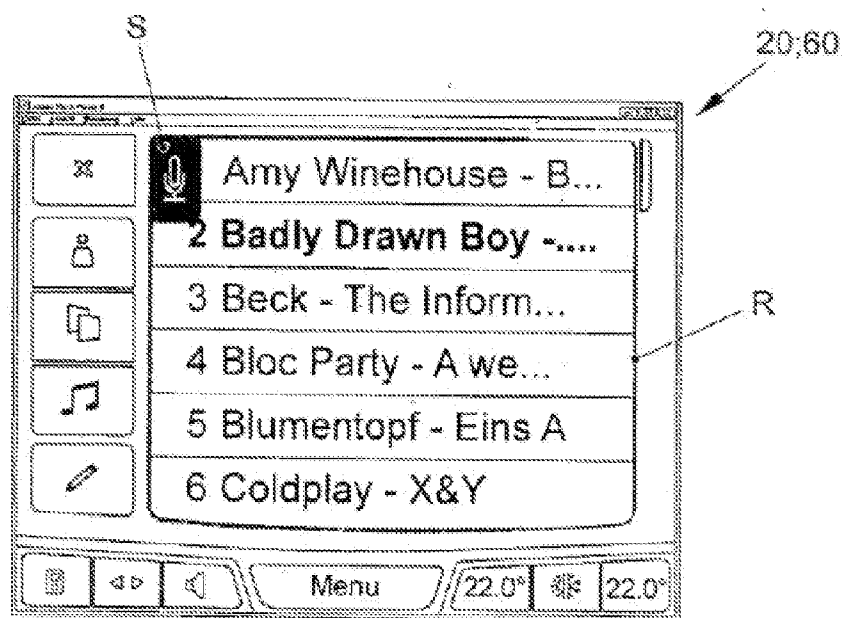 S
20;60
Amy Winehouse - B...
2 Badly Drawn Boy -....
3 Beck - The Inform...
R
4 Bloc Party - A we...
5 Blumentopf - Eins A
6 Coldplay - X&Y
Menu
22.0°
22.0°